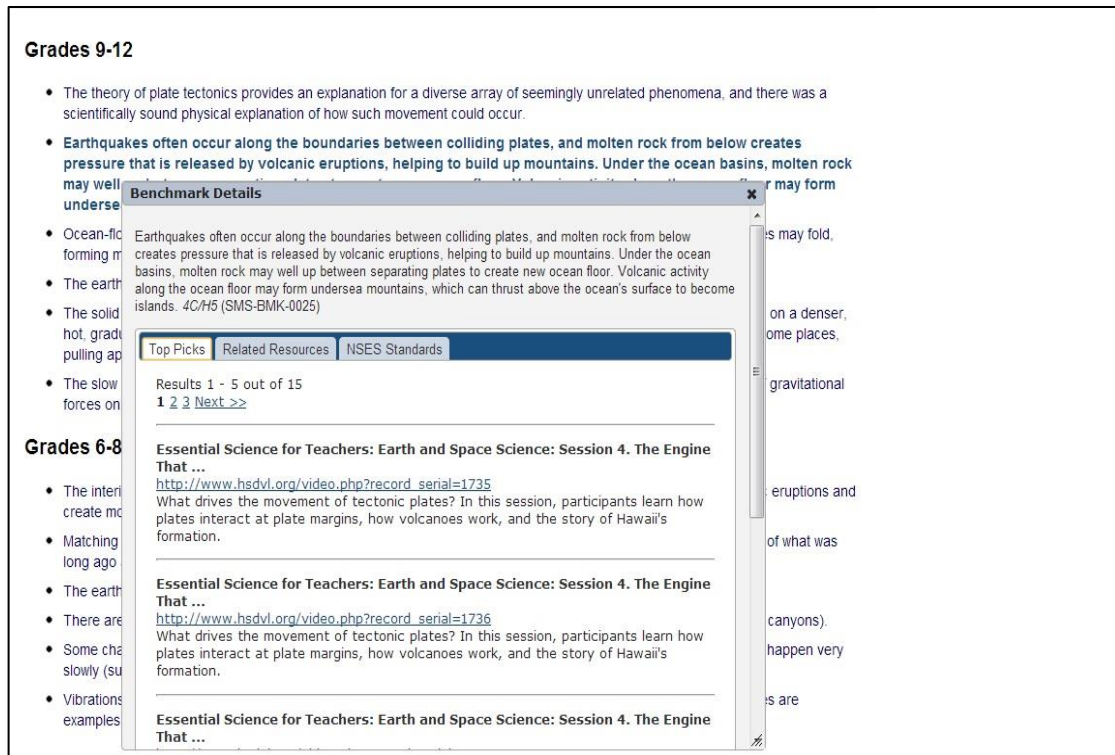 Grades 9-12
• The theory of plate tectonics provides an explanation for a diverse array of seemingly unrelated phenomena, and there was a
scientifically sound physical explanation of how such movement could occur.
• Earthquakes often occur along the boundaries between colliding plates, and molten rock from below creates
pressure that is released by volcanic eruptions, helping to build up mountains. Under the ocean basins, molten rock
may well
r may form
underse
• Ocean-flo
s may fold,
forming m
• The earth
• The solid
on a denser,
hot, gradu
ome places,
pulling ap
• The slow
gravitational
forces on
Grades 6-8
• The interi
c eruptions and
create mo
• Matching
of what was
long ago
• The earth
• There are
canyons).
• Some cha
happen very
slowly (su
• Vibrations
s are
examples
Benchmark Details
Earthquakes often occur along the boundaries between colliding plates, and molten rock from below
creates pressure that is released by volcanic eruptions, helping to build up mountains. Under the ocean
basins, molten rock may well up between separating plates to create new ocean floor. Volcanic activity
along the ocean floor may form undersea mountains, which can thrust above the ocean's surface to become
islands. 4C/H5 (SMS-BMK-0025)
Top Picks Related Resources NSES Standards
Results 1 - 5 out of 15
1 2 3 Next >>
Essential Science for Teachers: Earth and Space Science: Session 4. The Engine
That ...
http://www.hsdvl.org/video.php?record_serial=1735
What drives the movement of tectonic plates? In this session, participants learn how
plates interact at plate margins, how volcanoes work, and the story of Hawaii's
formation.
Essential Science for Teachers: Earth and Space Science: Session 4. The Engine
That ...
http://www.hsdvl.org/video.php?record_serial=1736
What drives the movement of tectonic plates? In this session, participants learn how
plates interact at plate margins, how volcanoes work, and the story of Hawaii's
formation.
Essential Science for Teachers: Earth and Space Science: Session 4. The Engine
That ...